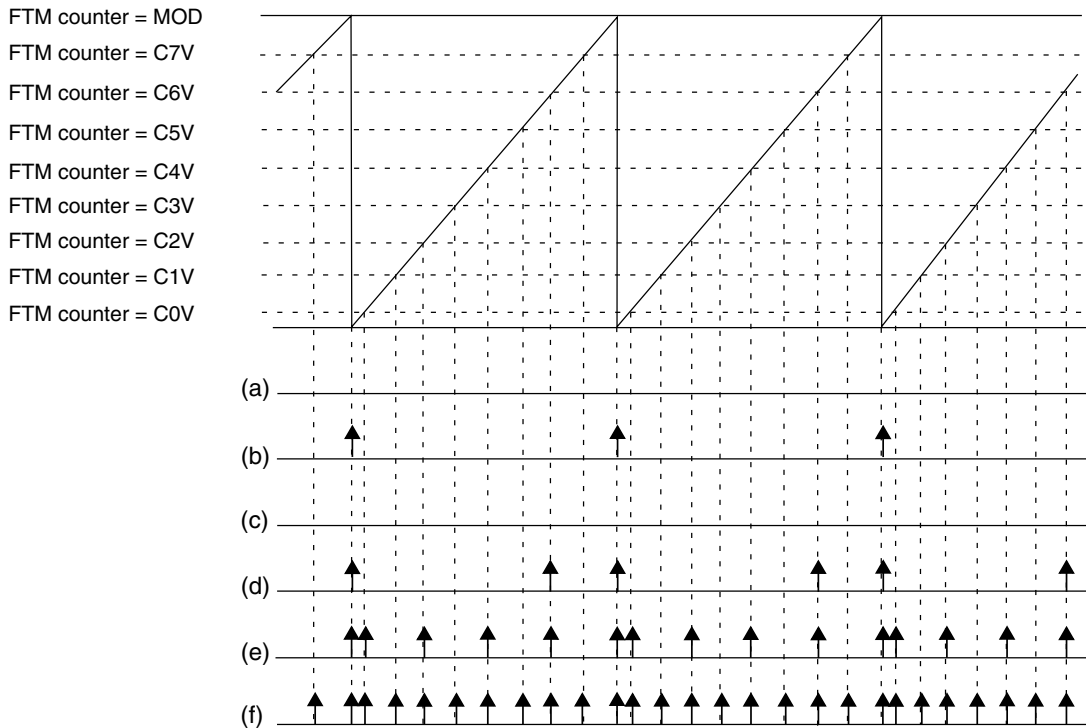 FTM counter = MOD
FTM counter = C7V
FTM counter = C6V
FTM counter = C5V
FTM counter = C4V
FTM counter = C3V
FTM counter = C2V
FTM counter = C1V
FTM counter = C0V
(a)
(b)
(c)
(d)
(e)
(f)